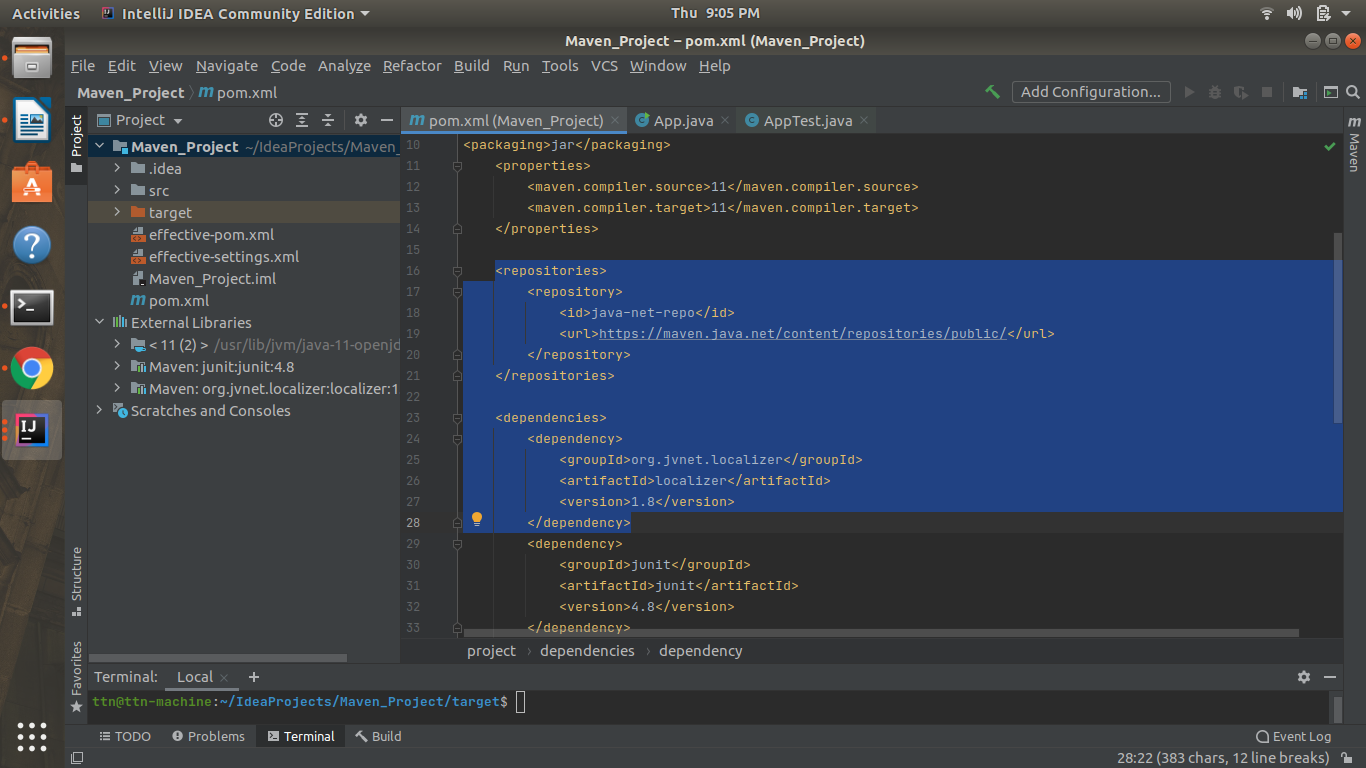 Activities IntelliJ IDEA Community Edition Thu 9:05 PM
Maven_Project – pom.xml (Maven_Project)
File Edit View Navigate Code Analyze Refactor Build Run Tools VCS Window Help
Maven_Project pom.xml Add Configuration...
Project
Project
pom.xml (Maven_Project) App.java AppTest.java
Maven
Maven_Project ~/IdeaProjects/Maven_
.idea
src
target
effective-pom.xml
effective-settings.xml
Maven_Project.iml
pom.xml
External Libraries
< 11 (2) > /usr/lib/jvm/java-11-openjd
Maven: junit:junit:4.8
Maven: org.jvnet.localizer:localizer:1
Scratches and Consoles
10 <packaging>jar</packaging>
11 <properties>
12 <maven.compiler.source>11</maven.compiler.source>
13 <maven.compiler.target>11</maven.compiler.target>
14 </properties>
15
16 <repositories>
17 <repository>
18 <id>java-net-repo</id>
19 <url>https://maven.java.net/content/repositories/public/</url>
20 </repository>
21 </repositories>
22
23 <dependencies>
24 <dependency>
25 <groupId>org.jvnet.localizer</groupId>
26 <artifactId>localizer</artifactId>
27 <version>1.8</version>
28 </dependency>
29 <dependency>
30 <groupId>junit</groupId>
31 <artifactId>junit</artifactId>
32 <version>4.8</version>
33 </dependency>
project › dependencies › dependency
Structure
Favorites
Terminal: Local +
ttn@ttn-machine:~/IdeaProjects/Maven_Project/target$
TODO Problems Terminal Build Event Log
28:22 (383 chars, 12 line breaks)